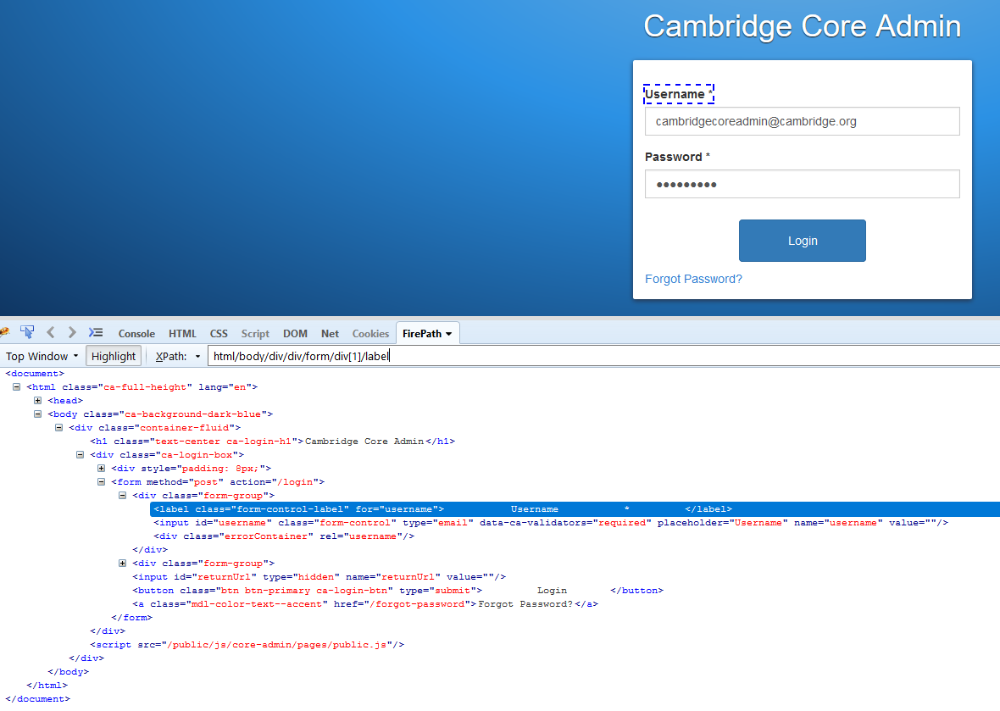 Cambridge Core Admin
Username *
cambridgecoreadmin@cambridge.org
Password *
●●●●●●●●●
Login
Forgot Password?
Console HTML CSS Script DOM Net Cookies FirePath
Top Window Highlight XPath: html/body/div/div/form/div[1]/label
<document>
<html class="ca-full-height" lang="en">
<head>
<body class="ca-background-dark-blue">
<div class="container-fluid">
<h1 class="text-center ca-login-h1">Cambridge Core Admin</h1>
<div class="ca-login-box">
<div style="padding: 8px;">
<form method="post" action="/login">
<div class="form-group">
<label class="form-control-label" for="username"> Username * </label>
<input id="username" class="form-control" type="email" data-ca-validators="required" placeholder="Username" name="username" value=""/>
<div class="errorContainer" rel="username"/>
</div>
<div class="form-group">
<input id="returnUrl" type="hidden" name="returnUrl" value=""/>
<button class="btn btn-primary ca-login-btn" type="submit"> Login </button>
<a class="mdl-color-text--accent" href="/forgot-password">Forgot Password?</a>
</form>
</div>
<script src="/public/js/core-admin/pages/public.js"/>
</div>
</body>
</html>
</document>